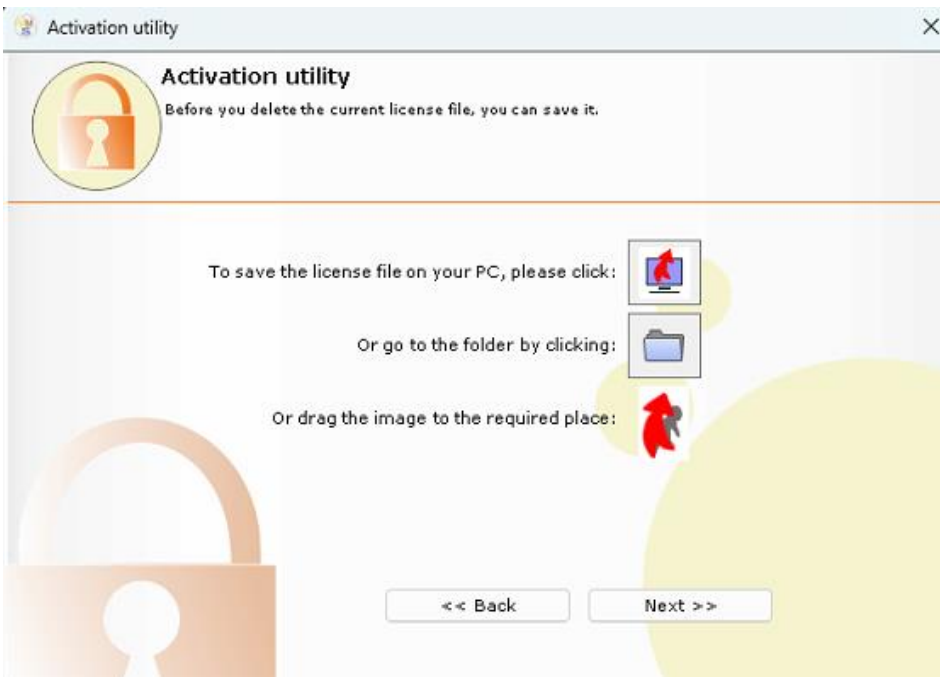 Activation utility
Activation utility
Before you delete the current license file, you can save it.
To save the license file on your PC, please click:
Or go to the folder by clicking:
Or drag the image to the required place:
<< Back
Next >>